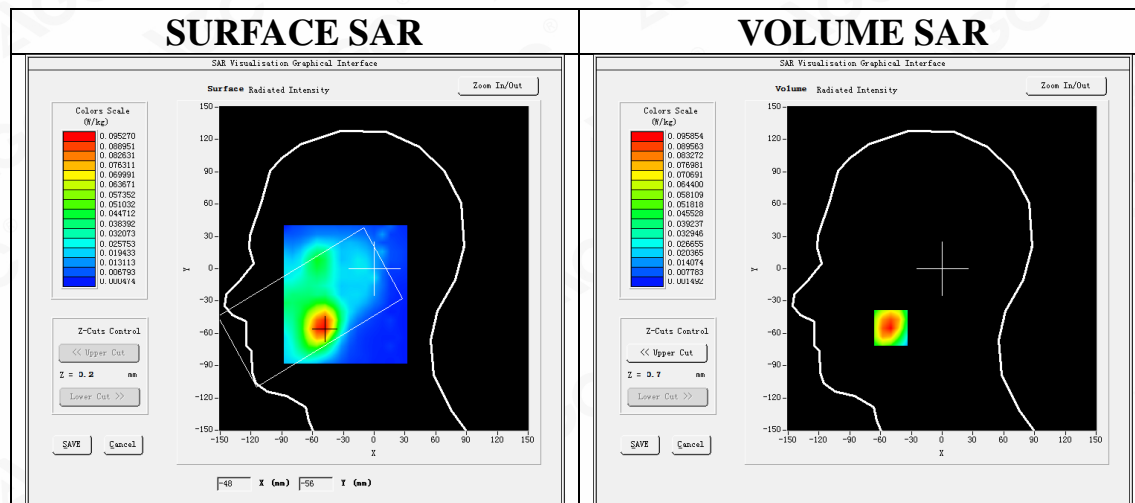 SURFACE SAR
SAR Visualisation Graphical Interface
Surface Radiated Intensity
Zoom In/Out
Colors Scale
(W/kg)
0.095270
0.088951
0.082631
0.076311
0.069991
0.063671
0.057352
0.051032
0.044712
0.038392
0.032073
0.025753
0.019433
0.013113
0.006793
0.000474
150
120
90
60
30
0
-30
-60
-90
-120
-150
Y
-150 -120 -90 -60 -30 0 30 60 90 120 150
X
Z-Cuts Control
<< Upper Cut
Z = 0.2 mm
Lower Cut >>
SAVE Cancel
-48 X (mm) -56 Y (mm)
VOLUME SAR
SAR Visualisation Graphical Interface
Volume Radiated Intensity
Zoom In/Out
Colors Scale
(W/kg)
0.095854
0.089563
0.083272
0.076981
0.070691
0.064400
0.058109
0.051818
0.045528
0.039237
0.032946
0.026655
0.020365
0.014074
0.007783
0.001492
150
120
90
60
30
0
-30
-60
-90
-120
-150
Y
-150 -120 -90 -60 -30 0 30 60 90 120 150
X
Z-Cuts Control
<< Upper Cut
Z = 0.7 mm
Lower Cut >>
SAVE Cancel